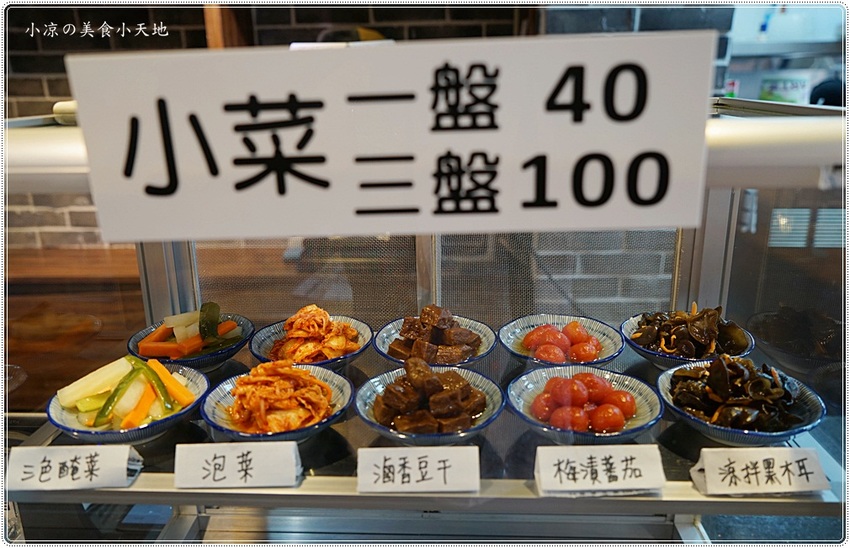 小凉の美食小天地
小菜 一盤 40
三盤 100
三色醃菜
泡菜
滷香豆干
梅漬蕃茄
涼拌黑木耳